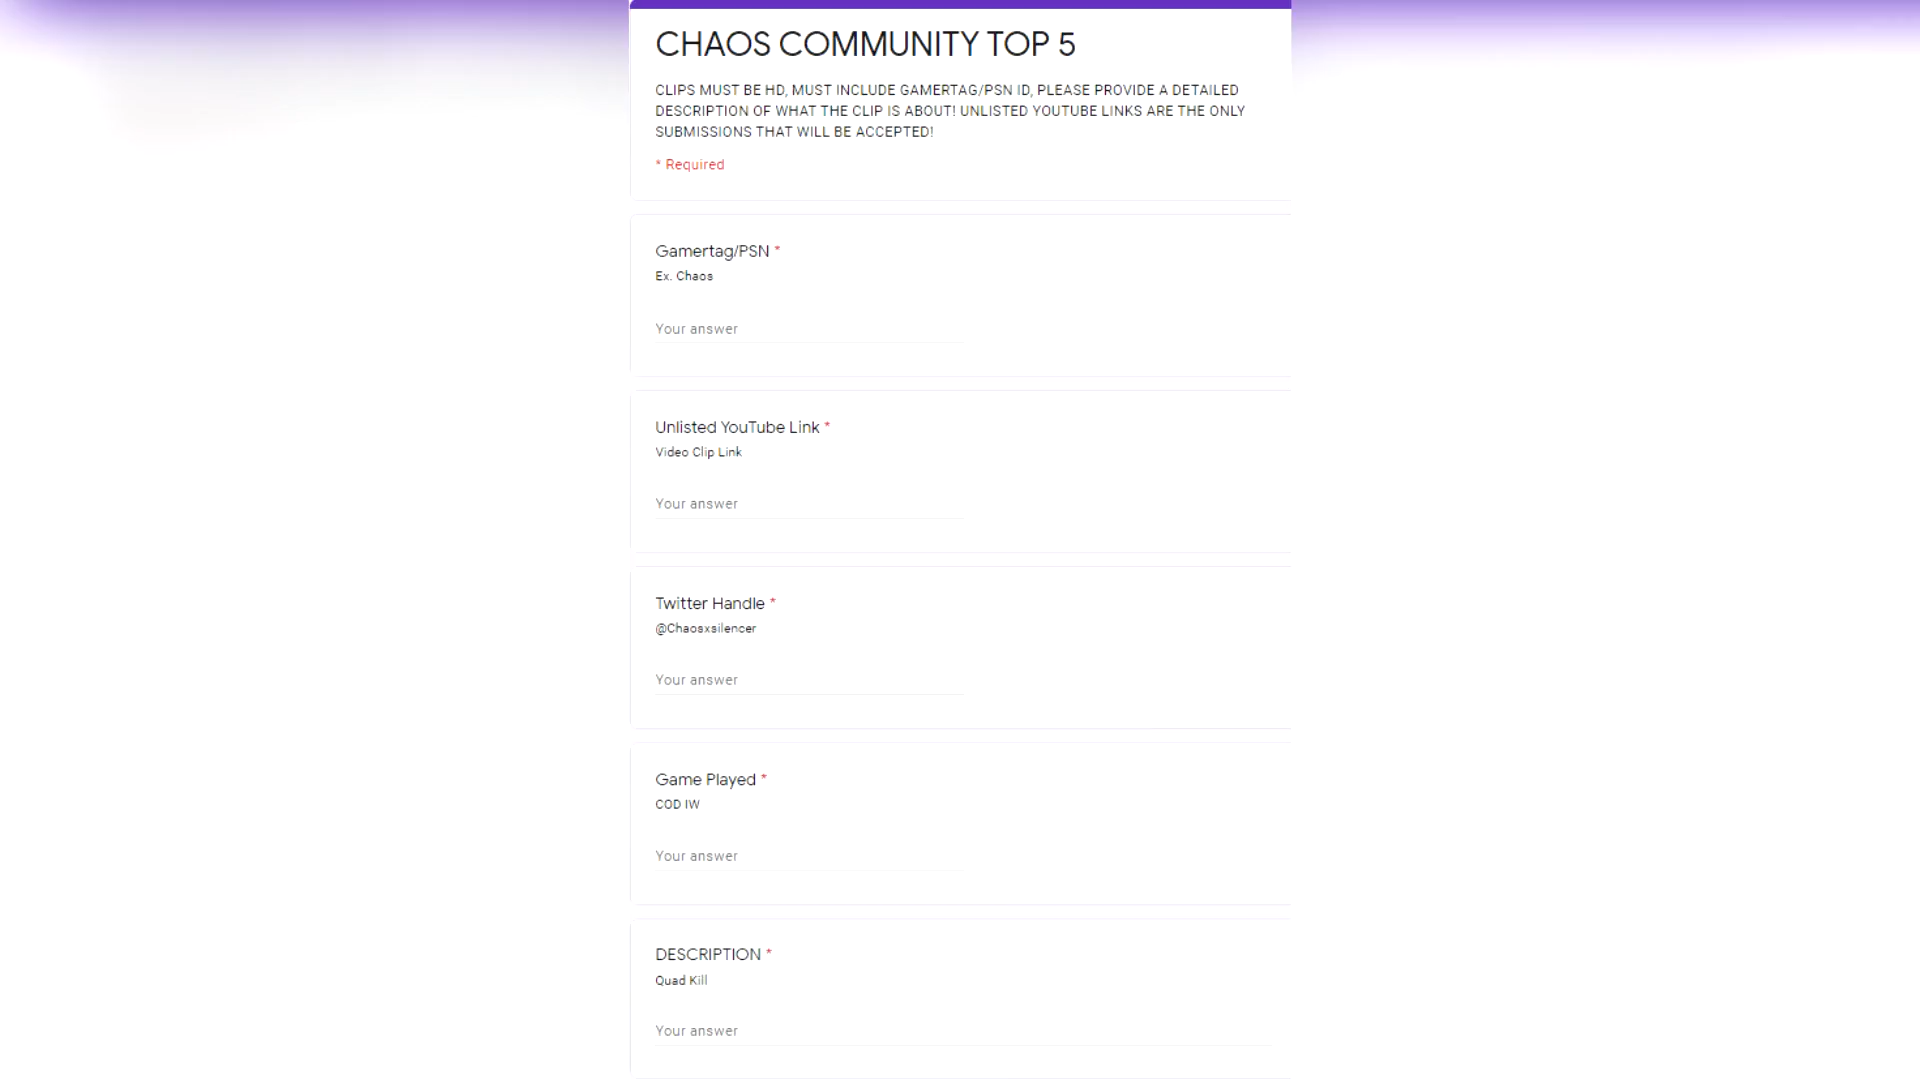 CHAOS COMMUNITY TOP 5
CLIPS MUST BE HD, MUST INCLUDE GAMERTAG/PSN ID, PLEASE PROVIDE A DETAILED
DESCRIPTION OF WHAT THE CLIP IS ABOUT! UNLISTED YOUTUBE LINKS ARE THE ONLY
SUBMISSIONS THAT WILL BE ACCEPTED!
* Required
Gamertag/PSN *
Ex. Chaos
Your answer
Unlisted YouTube Link *
Video Clip Link
Your answer
Twitter Handle *
@Chaosxsilencer
Your answer
Game Played *
COD IW
Your answer
DESCRIPTION *
Quad Kill
Your answer